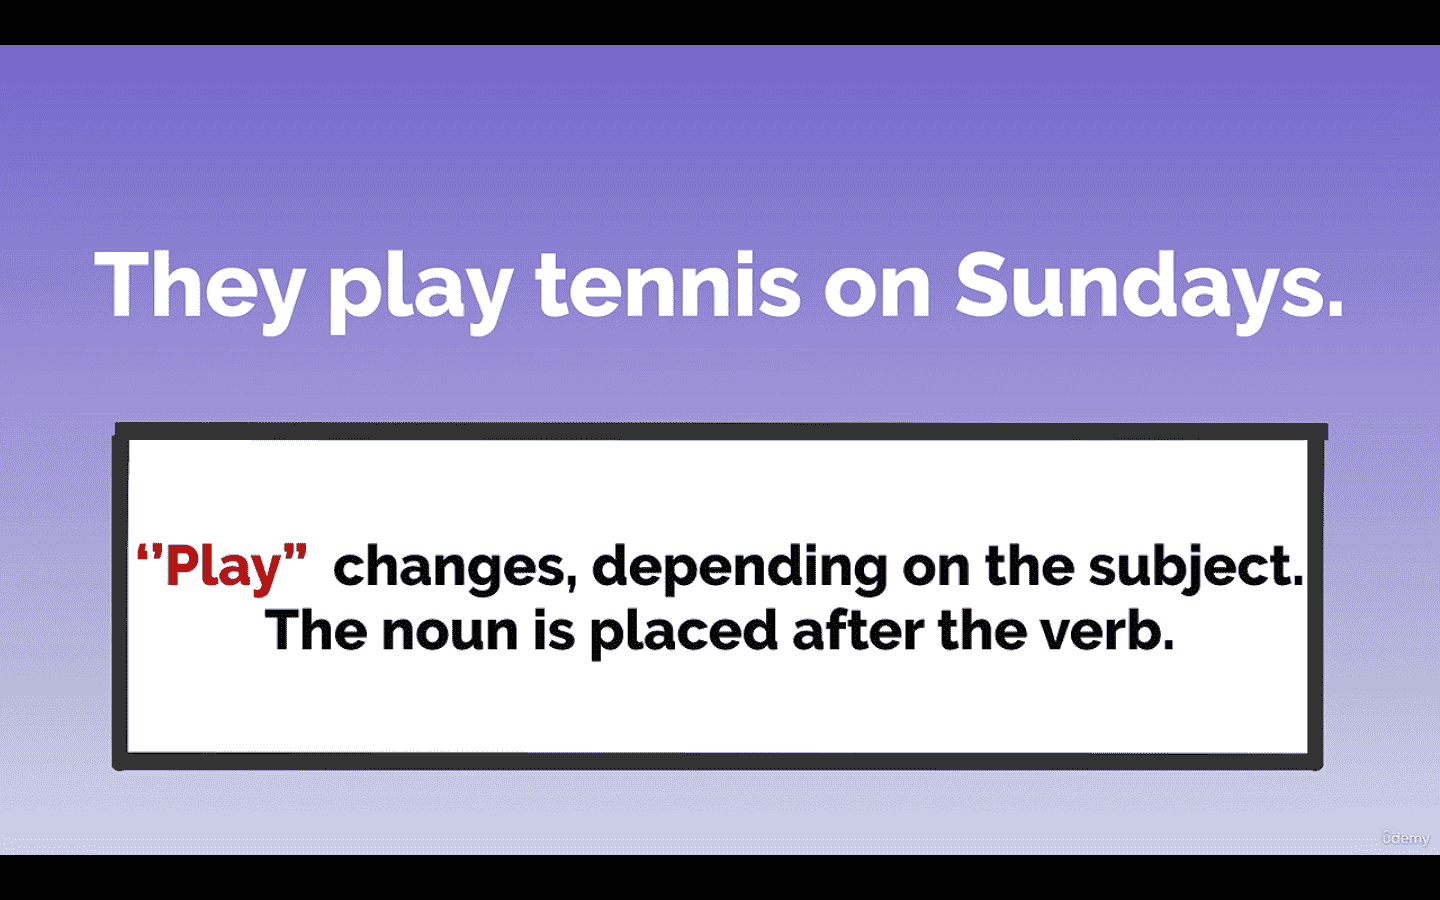 They play tennis on Sundays.
‘’Play” changes, depending on the subject.
The noun is placed after the verb.
ûdemy